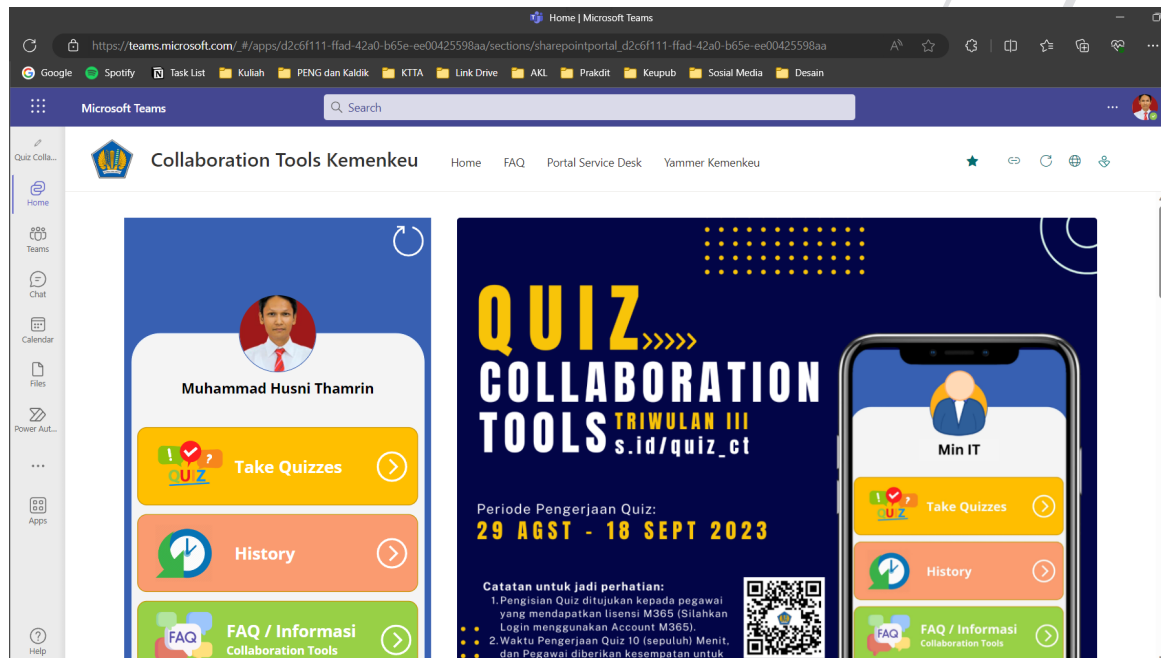 Home | Microsoft Teams
https://teams.microsoft.com/_#/apps/d2c6f111-ffad-42a0-b65e-ee00425598aa/sections/sharepointportal_d2c6f111-ffad-42a0-b65e-ee00425598aa
Google Spotify Task List Kuliah PENG dan Kaldik KTTA Link Drive AKL Prakdit Keupub Sosial Media Desain
Microsoft Teams
Search
Quiz Colla...
Home
Teams
Chat
Calendar
Files
Power Aut...
Apps
Help
Collaboration Tools Kemenkeu
Home FAQ Portal Service Desk Yammer Kemenkeu
Muhammad Husni Thamrin
QUIZ
Take Quizzes
History
FAQ
FAQ / Informasi
Collaboration Tools
QUIZ
COLLABORATION
TOOLS TRIWULAN III
s.id/quiz_ct
Periode Pengerjaan Quiz:
29 AGST - 18 SEPT 2023
Catatan untuk jadi perhatian:
1.Pengisian Quiz ditujukan kepada pegawai
yang mendapatkan lisensi M365 (Silahkan
Login menggunakan Account M365).
2.Waktu Pengerjaan Quiz 10 (sepuluh) Menit,
dan Pegawai diberikan kesempatan untuk
Min IT
QUIZ
Take Quizzes
History
FAQ
FAQ / Informasi
Collaboration Tools